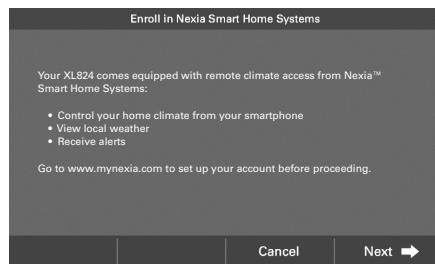 Enroll in Nexia Smart Home Systems
Your XL824 comes equipped with remote climate access from Nexia™
Smart Home Systems:
• Control your home climate from your smartphone
• View local weather
• Receive alerts
Go to www.mynexia.com to set up your account before proceeding.
Cancel
Next